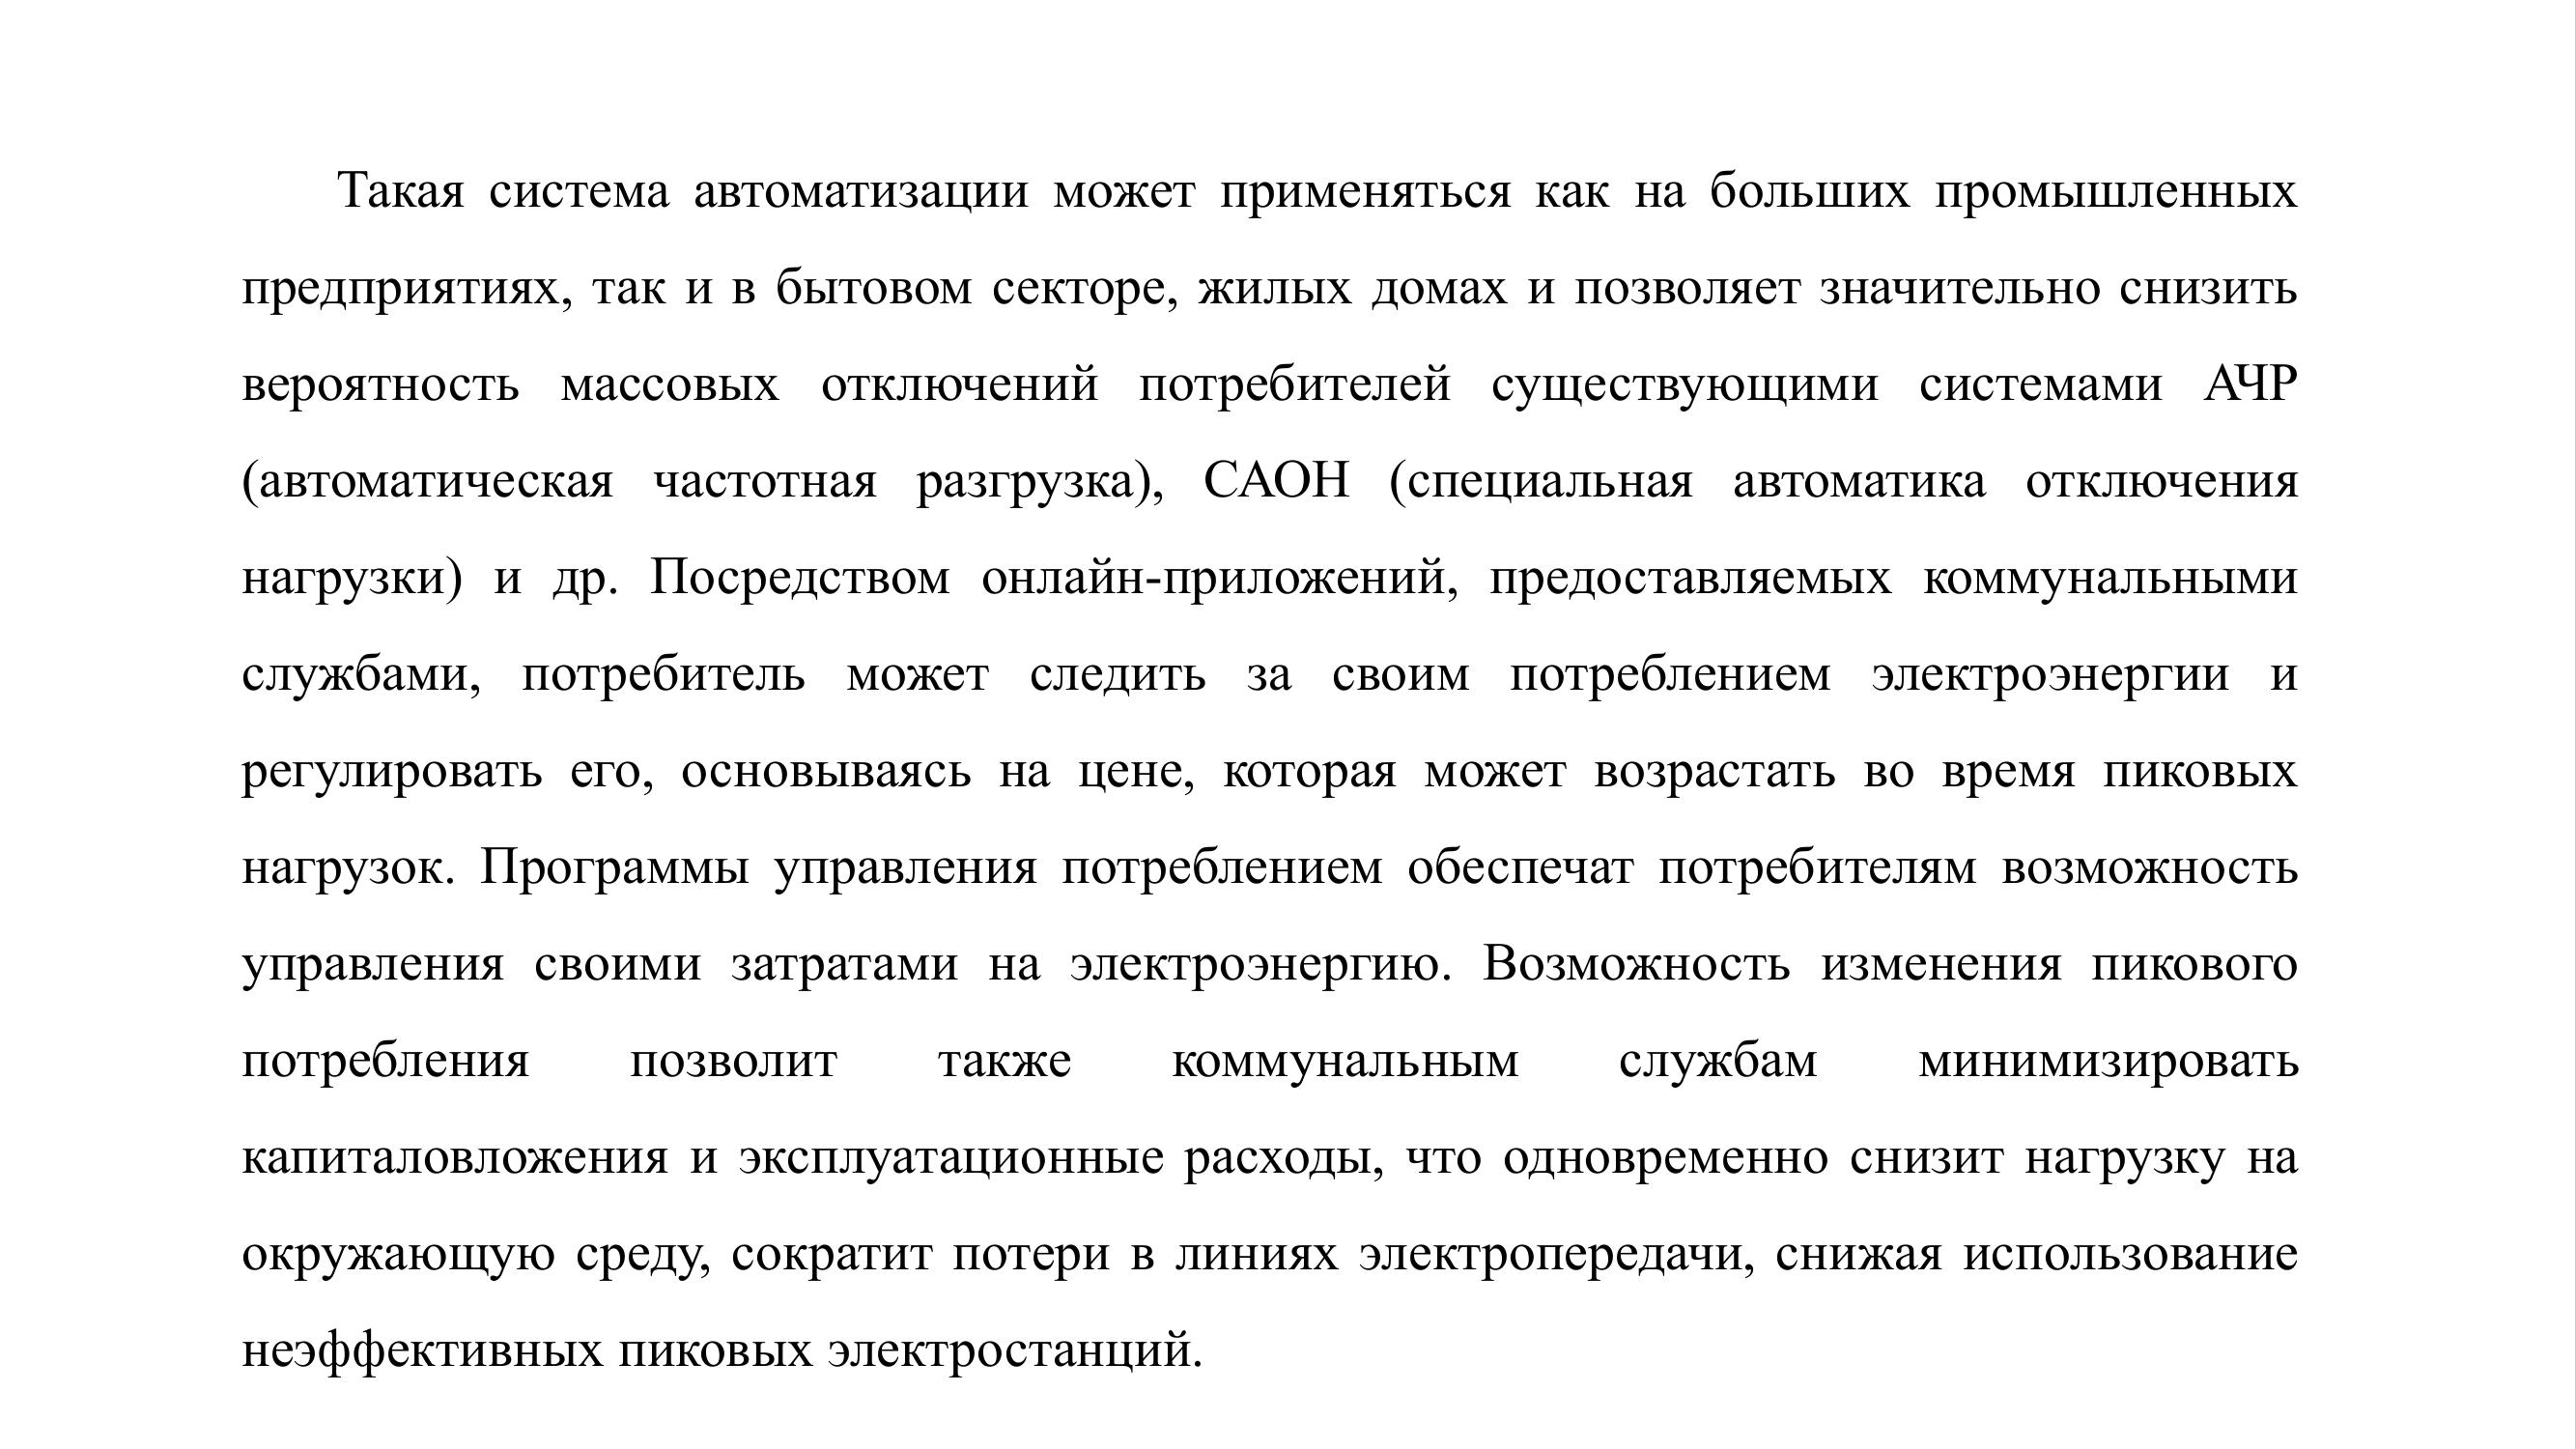 Такая система автоматизации может применяться как на больших промышленных
предприятиях, так и в бытовом секторе, жилых домах и позволяет значительно снизить
вероятность массовых отключений потребителей существующими системами АЧР
(автоматическая частотная разгрузка), САОН (специальная автоматика отключения
нагрузки) и др. Посредством онлайн-приложений, предоставляемых коммунальными
службами, потребитель может следить за своим потреблением электроэнергии и
регулировать его, основываясь на цене, которая может возрастать во время пиковых
нагрузок. Программы управления потреблением обеспечат потребителям возможность
управления своими затратами на электроэнергию. Возможность изменения пикового
потребления позволит также коммунальным службам минимизировать
капиталовложения и эксплуатационные расходы, что одновременно снизит нагрузку на
окружающую среду, сократит потери в линиях электропередачи, снижая использование
неэффективных пиковых электростанций.